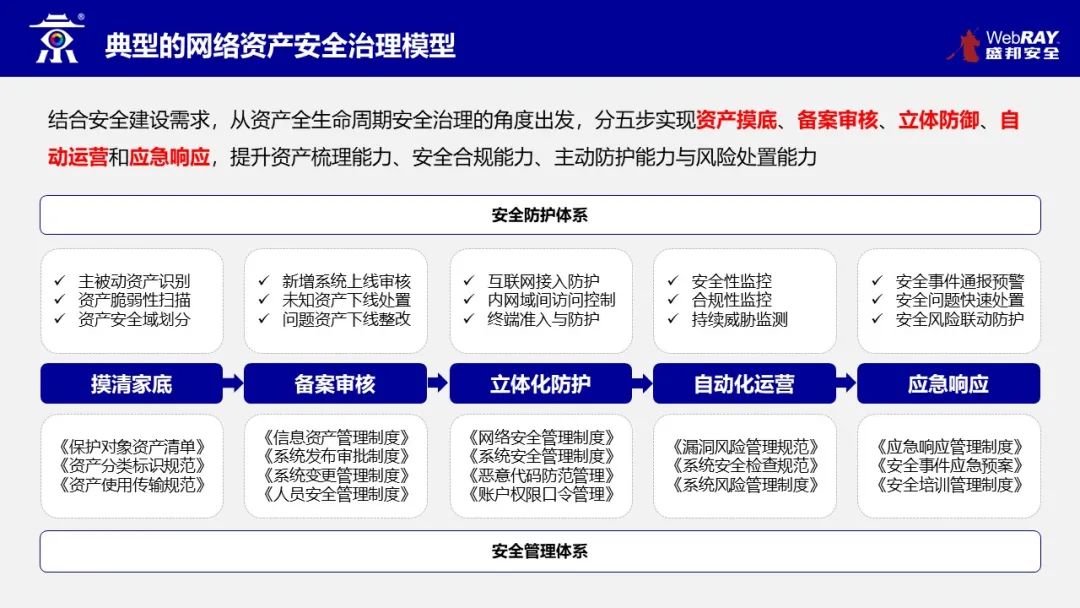 典型的网络资产安全治理模型
WebRAY
盛邦安全
结合安全建设需求，从资产全生命周期安全治理的角度出发，分五步实现资产摸底、备案审核、立体防御、自
动运营和应急响应，提升资产梳理能力、安全合规能力、主动防护能力与风险处置能力
安全防护体系
✓ 主被动资产识别
✓ 资产脆弱性扫描
✓ 资产安全域划分
✓ 新增系统上线审核
✓ 未知资产下线处置
✓ 问题资产下线整改
✓ 互联网接入防护
✓ 内网域间访问控制
✓ 终端准入与防护
✓ 安全性监控
✓ 合规性监控
✓ 持续威胁监测
✓ 安全事件通报预警
✓ 安全问题快速处置
✓ 安全风险联动防护
摸清家底
备案审核
立体化防护
自动化运营
应急响应
《保护对象资产清单》
《资产分类标识规范》
《资产使用传输规范》
《信息资产管理制度》
《系统发布审批制度》
《系统变更管理制度》
《人员安全管理制度》
《网络安全管理制度》
《系统安全管理制度》
《恶意代码防范管理》
《账户权限口令管理》
《漏洞风险管理规范》
《系统安全检查规范》
《系统风险管理制度》
《应急响应管理制度》
《安全事件应急预案》
《安全培训管理制度》
安全管理体系